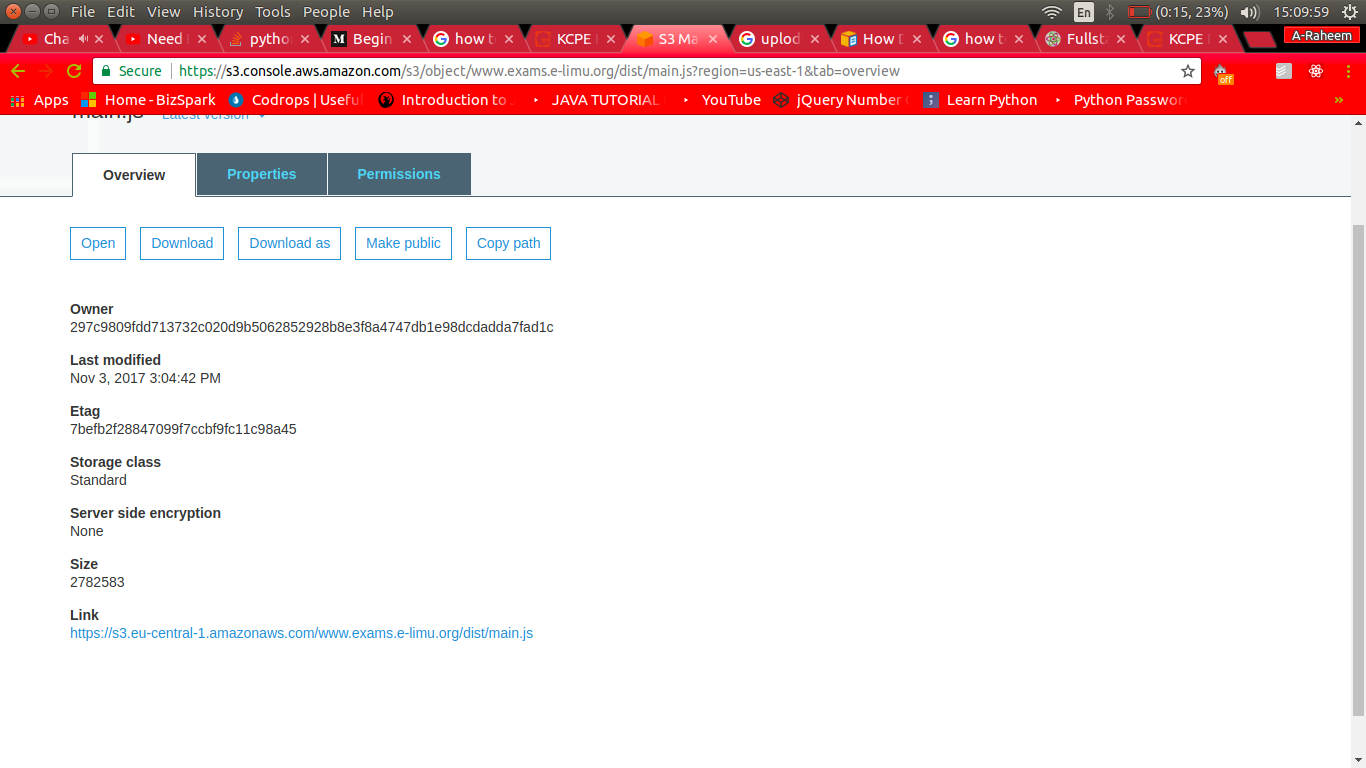 File Edit View History Tools People Help
En (0:15, 23%) 15:09:59
Cha Need python M Begin how to KCPE S3 Ma uplod How D how to Fullsta KCPE A-Raheem
Secure https://s3.console.aws.amazon.com/s3/object/www.exams.e-limu.org/dist/main.js?region=us-east-1&tab=overview off
Apps Home - BizSpark Codrops | Useful Introduction to JAVA TUTORIAL YouTube jQuery Number Learn Python Python Passwor »
main.js Latest version
Overview Properties Permissions
Open Download Download as Make public Copy path
Owner
297c9809fdd713732c020d9b5062852928b8e3f8a4747db1e98dcdadda7fad1c
Last modified
Nov 3, 2017 3:04:42 PM
Etag
7befb2f28847099f7ccbf9fc11c98a45
Storage class
Standard
Server side encryption
None
Size
2782583
Link
https://s3.eu-central-1.amazonaws.com/www.exams.e-limu.org/dist/main.js